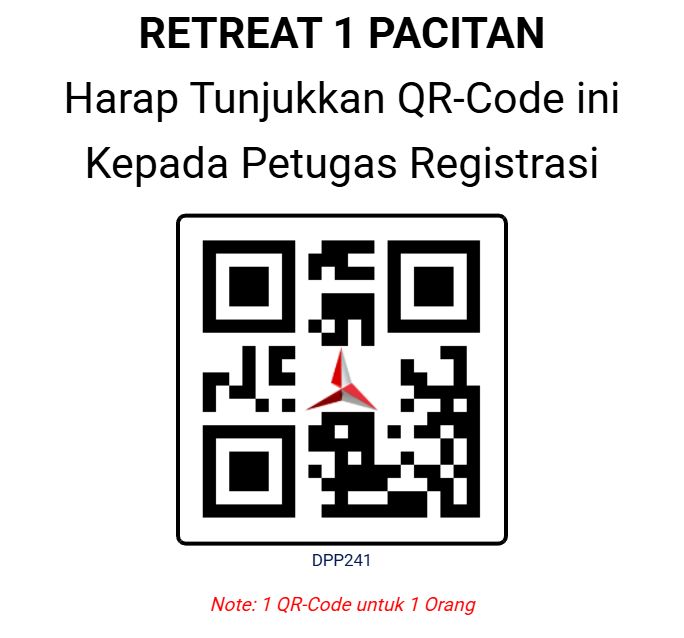 RETREAT 1 PACITAN
Harap Tunjukkan QR-Code ini
Kepada Petugas Registrasi
DPP241
Note: 1 QR-Code untuk 1 Orang